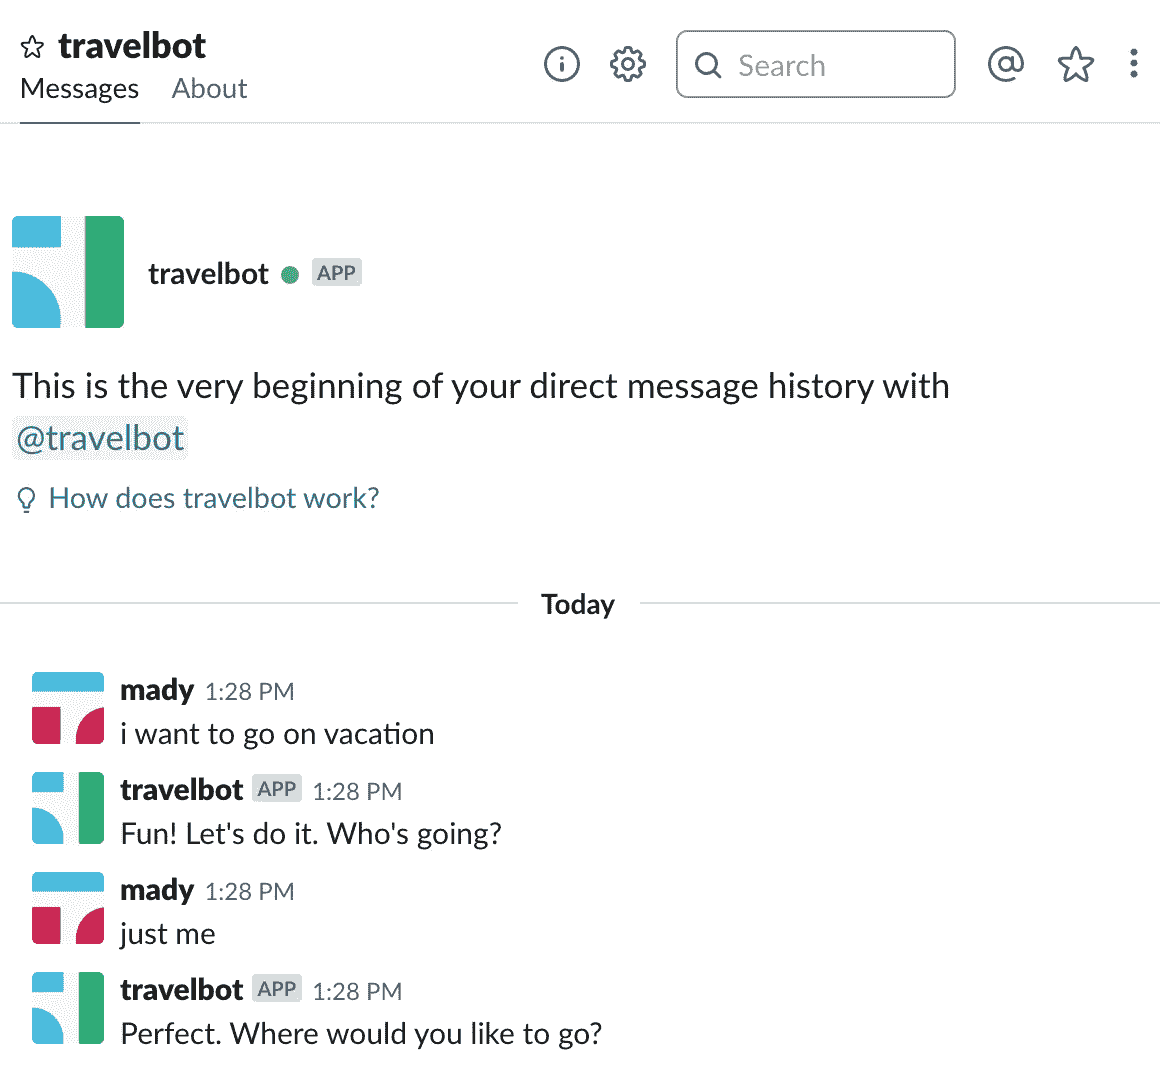 travelbot
Messages About
Search
travelbot APP
This is the very beginning of your direct message history with
@travelbot
How does travelbot work?
Today
mady 1:28 PM
i want to go on vacation
travelbot APP 1:28 PM
Fun! Let's do it. Who's going?
mady 1:28 PM
just me
travelbot APP 1:28 PM
Perfect. Where would you like to go?